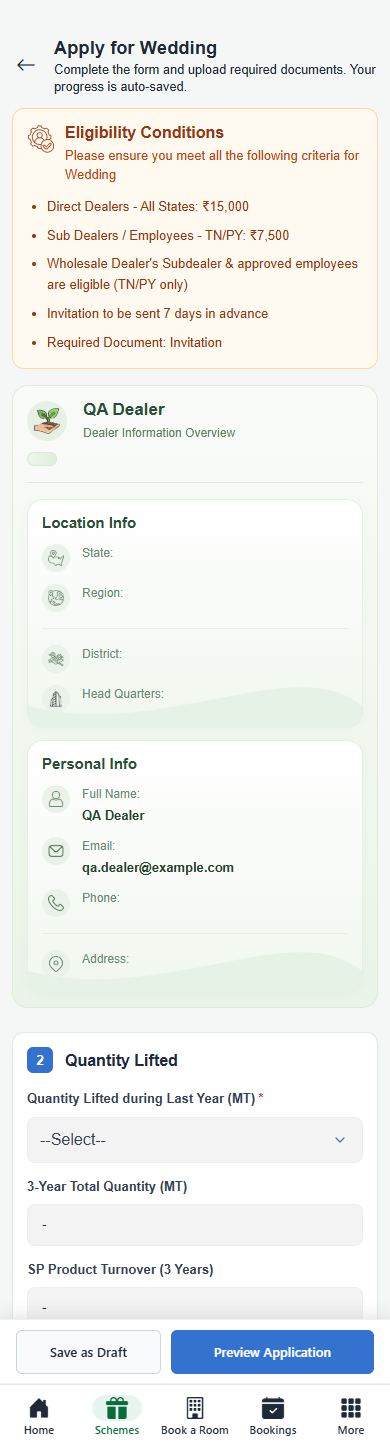 Apply for Wedding
Complete the form and upload required documents. Your
progress is auto-saved.
Eligibility Conditions
Please ensure you meet all the following criteria for
Wedding
Direct Dealers - All States: ₹15,000
Sub Dealers / Employees - TN/PY: ₹7,500
Wholesale Dealer's Subdealer & approved employees
are eligible (TN/PY only)
Invitation to be sent 7 days in advance
Required Document: Invitation
QA Dealer
Dealer Information Overview
Location Info
State:
Region:
District:
Head Quarters:
Personal Info
Full Name:
QA Dealer
Email:
qa.dealer@example.com
Phone:
Address:
2 Quantity Lifted
Quantity Lifted during Last Year (MT) *
--Select--
3-Year Total Quantity (MT)
-
SP Product Turnover (3 Years)
-
Save as Draft Preview Application
Home Schemes Book a Room Bookings More